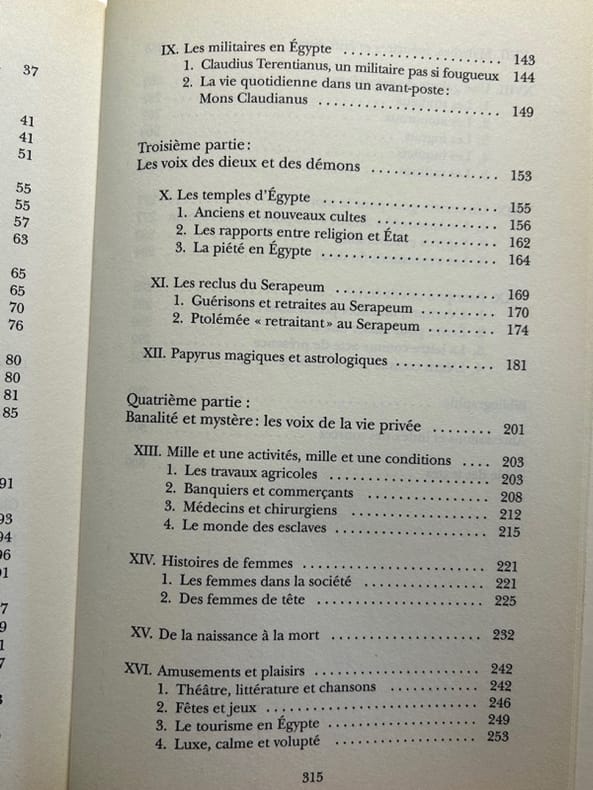 37
41
41
51
55
55
57
63
65
65
70
76
80
80
81
85
91
93
94
96
IX. Les militaires en Égypte ..................... 143
1. Claudius Terentianus, un militaire pas si fougueux 144
2. La vie quotidienne dans un avant-poste :
Mons Claudianus ..................... 149
Troisième partie :
Les voix des dieux et des démons ................ 153
X. Les temples d'Égypte ..................... 155
1. Anciens et nouveaux cultes ............... 156
2. Les rapports entre religion et État ......... 162
3. La piété en Égypte ..................... 164
XI. Les reclus du Serapeum ..................... 169
1. Guérisons et retraites au Serapeum ......... 170
2. Ptolémée « retraitant » au Serapeum ........ 174
XII. Papyrus magiques et astrologiques ............. 181
Quatrième partie :
Banalité et mystère : les voix de la vie privée ........ 201
XIII. Mille et une activités, mille et une conditions .... 203
1. Les travaux agricoles ..................... 203
2. Banquiers et commerçants ............... 208
3. Médecins et chirurgiens ................. 212
4. Le monde des esclaves ................... 215
XIV. Histoires de femmes ..................... 221
1. Les femmes dans la société ............... 221
2. Des femmes de tête ..................... 225
XV. De la naissance à la mort ..................... 232
XVI. Amusements et plaisirs ..................... 242
1. Théâtre, littérature et chansons ............ 242
2. Fêtes et jeux ........................... 246
3. Le tourisme en Égypte ................... 249
4. Luxe, calme et volupté ................... 253
315